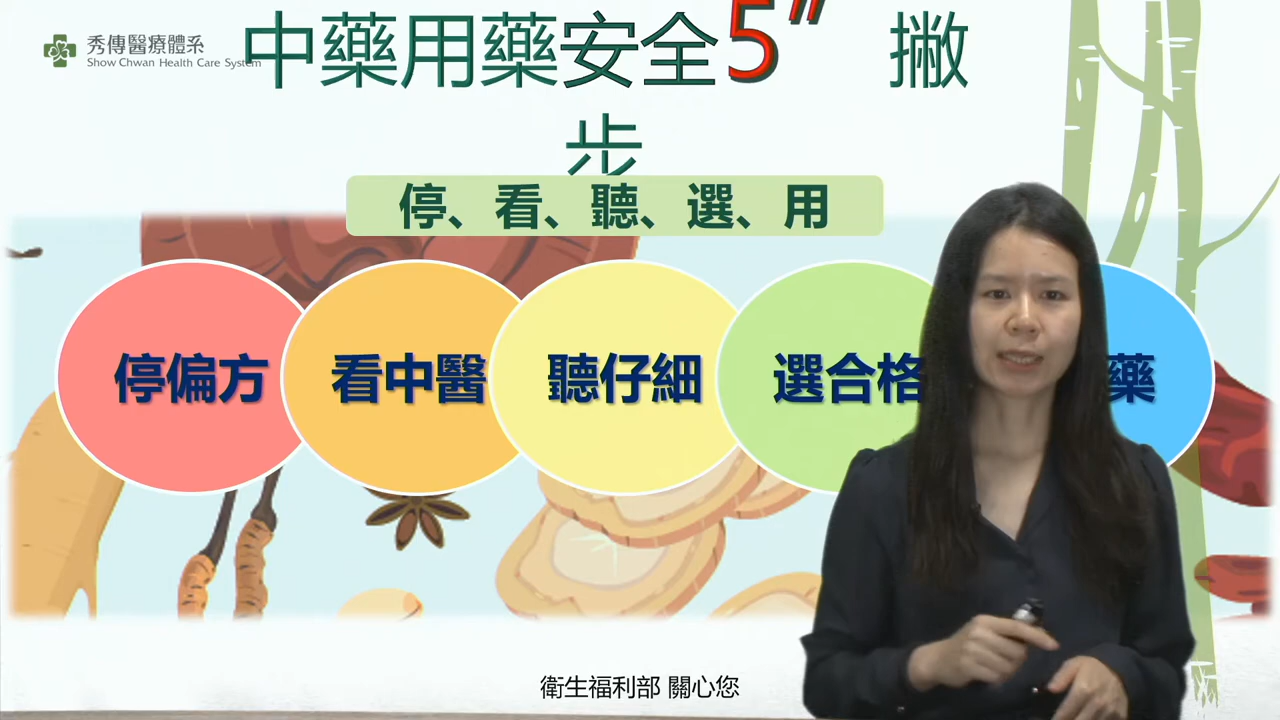 秀傳醫療體系
Show Chwan Health Care System
中藥用藥安全5” 撇
步
停、看、聽、選、用
停偏方
看中醫
聽仔細
選合格
藥
衛生福利部 關心您